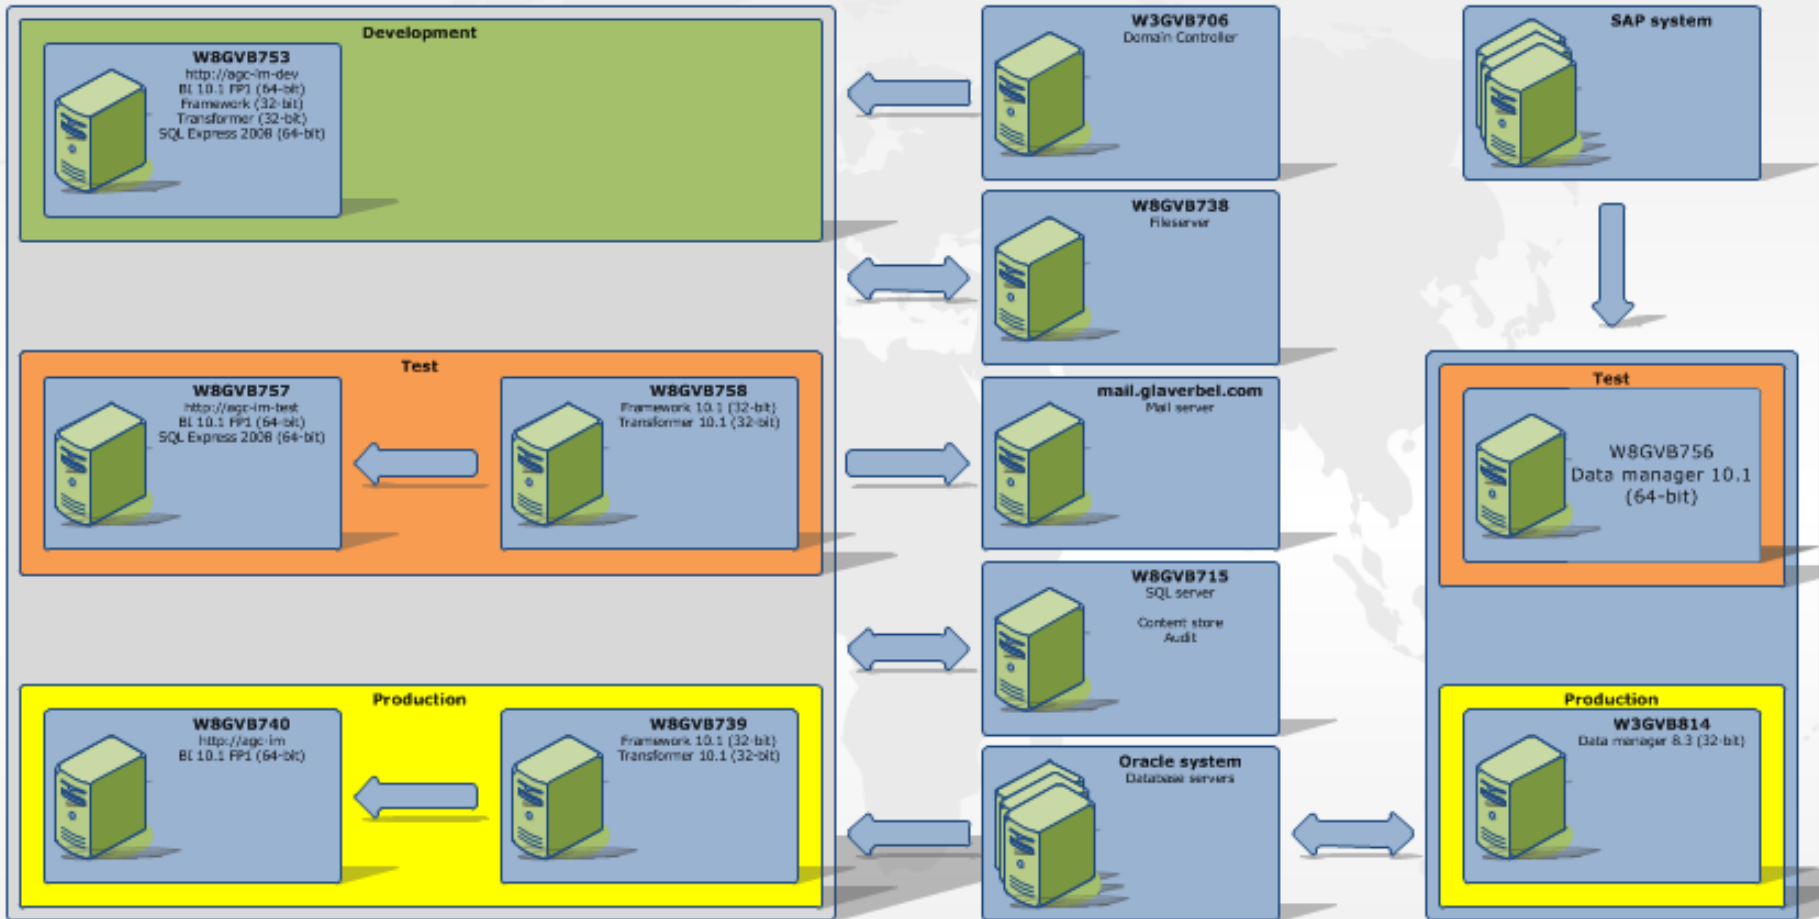 Development
W8GVB753
http://agc-im-dev
BI 10.1 FP1 (64-bit)
Framework (32-bit)
Transformer (32-bit)
SQL Express 2008 (64-bit)
W3GVB706
Domain Controller
SAP system
W8GVB738
Fileserver
Test
W8GVB757
http://agc-im-test
BI 10.1 FP1 (64-bit)
SQL Express 2008 (64-bit)
W8GVB758
Framework 10.1 (32-bit)
Transformer 10.1 (32-bit)
mail.glaverbel.com
Mail server
Test
W8GVB756
Data manager 10.1
(64-bit)
W8GVB715
SQL server
Content store
Audit
Production
W8GVB740
http://agc-im
BI 10.1 FP1 (64-bit)
W8GVB739
Framework 10.1 (32-bit)
Transformer 10.1 (32-bit)
Oracle system
Database servers
Production
W3GVB814
Data manager 8.3 (32-bit)